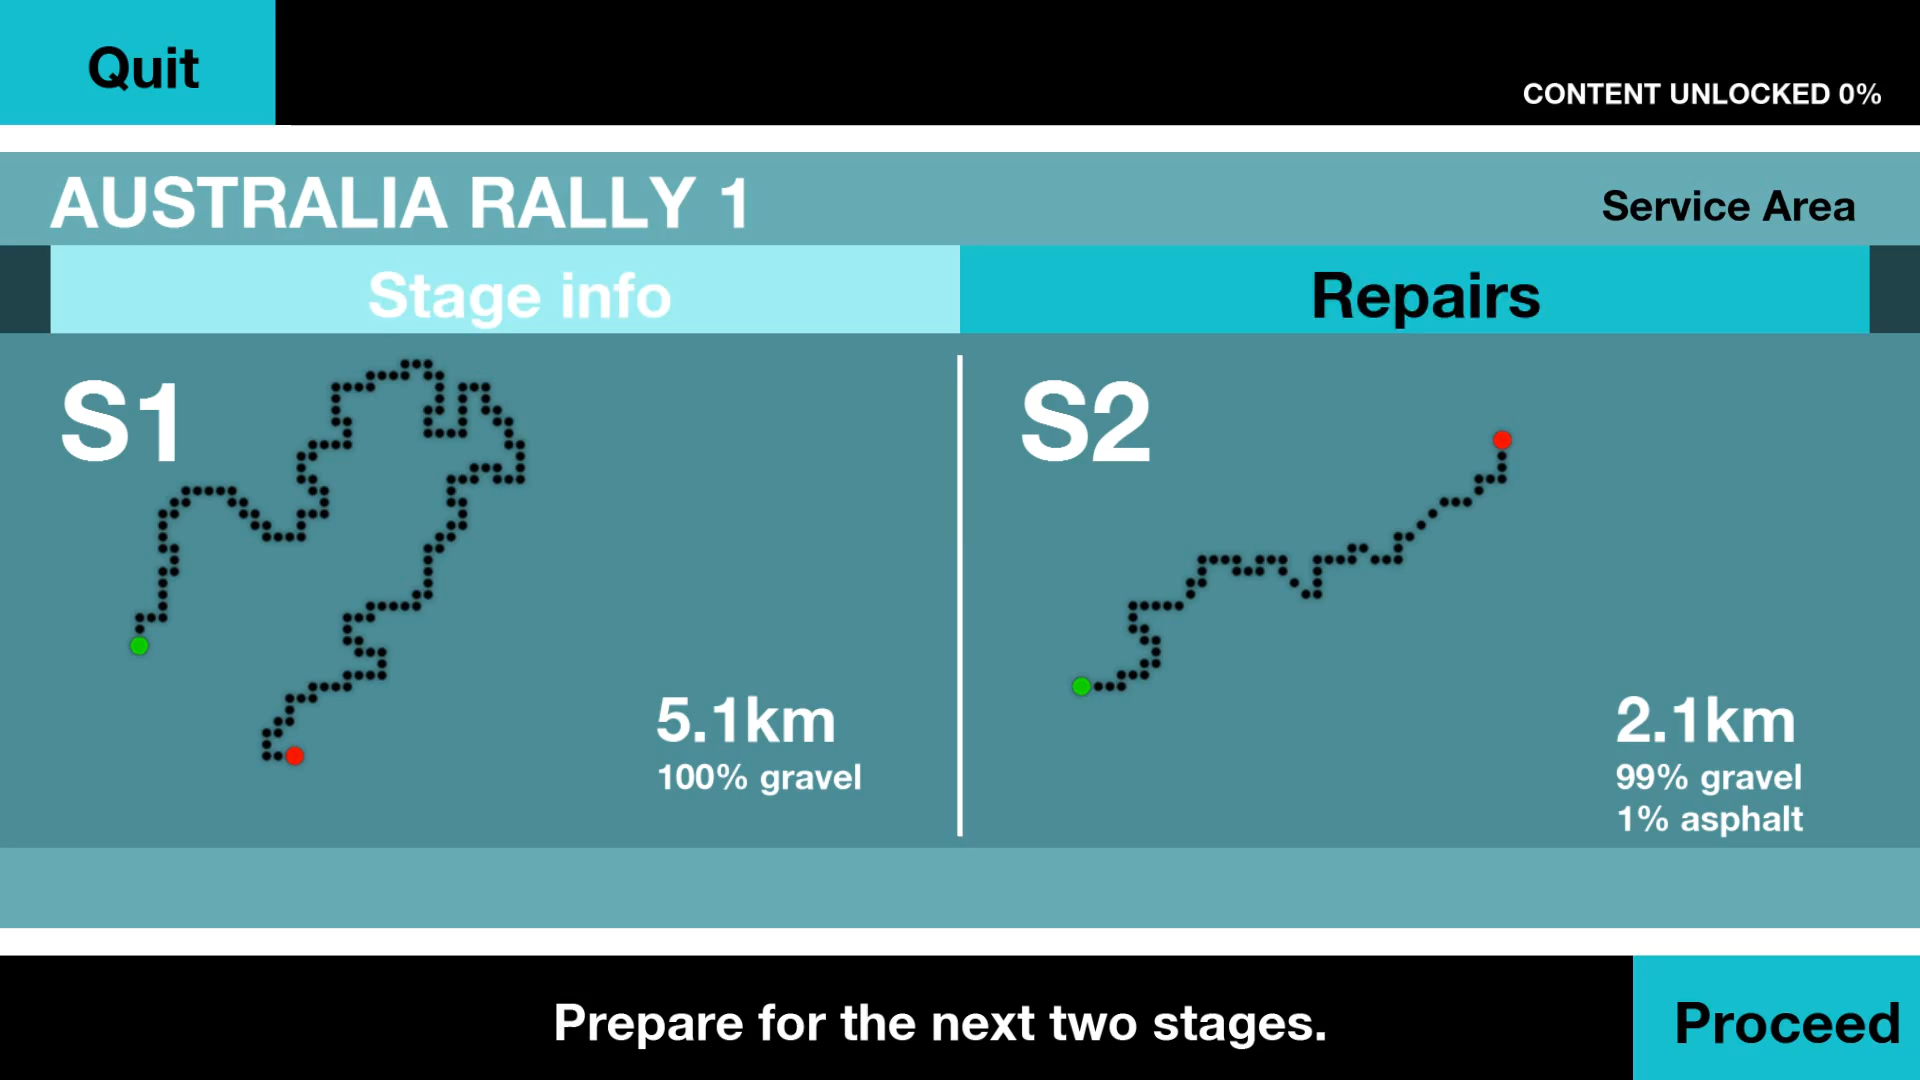 Quit
CONTENT UNLOCKED 0%
AUSTRALIA RALLY 1
Service Area
Stage info
Repairs
S1
5.1km
100% gravel
S2
2.1km
99% gravel
1% asphalt
Prepare for the next two stages.
Proceed